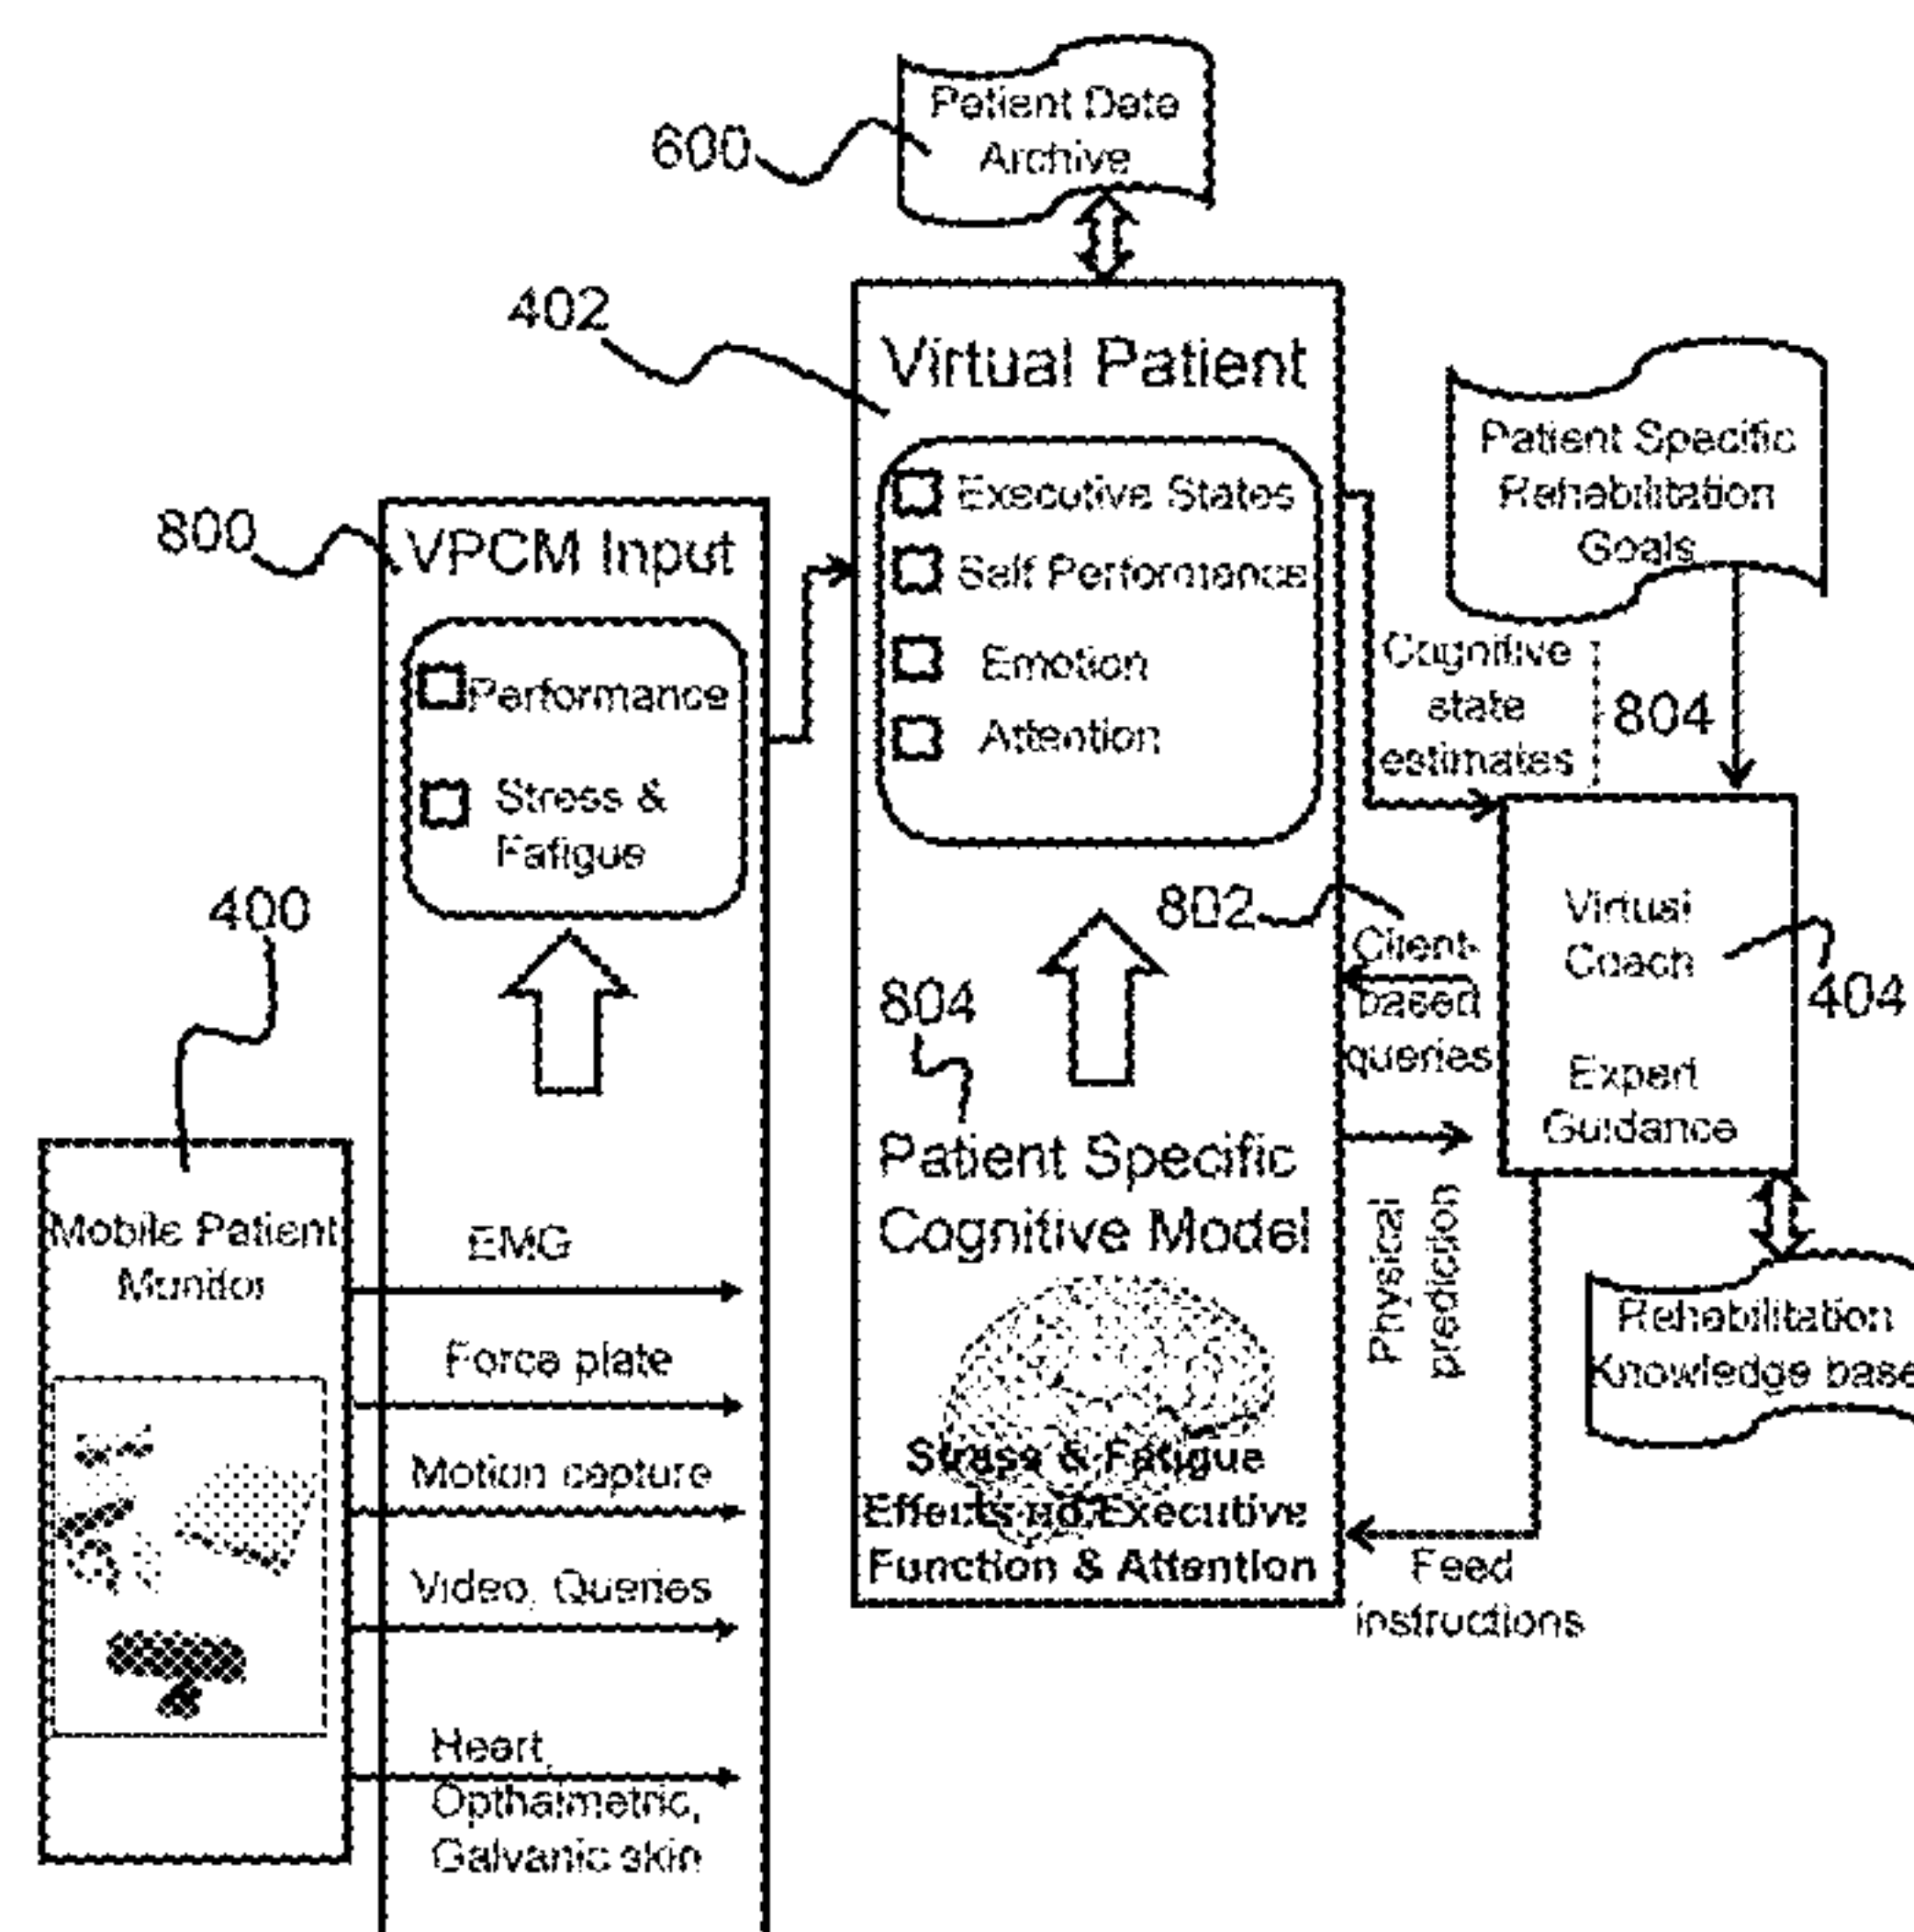 Patient Data
Archive
600
402
Virtual Patient
Executive States
Self Performance
Emotion
Attention
800
VPCM Input
Performance
Stress &
Fatigue
Patient Specific
Rehabilitation
Goals
Cognitive
state
estimates
804
400
802
Client-
based
queries
Virtual
Coach
Expert
Guidance
404
804
Patient Specific
Cognitive Model
Stress & Fatigue
Effects on Executive
Function & Attention
Physical
prediction
Feed
instructions
Rehabilitation
Knowledge base
Mobile Patient
Monitor
EMG
Force plate
Motion capture
Video, Queries
Heart,
Opthalmetric,
Galvanic skin